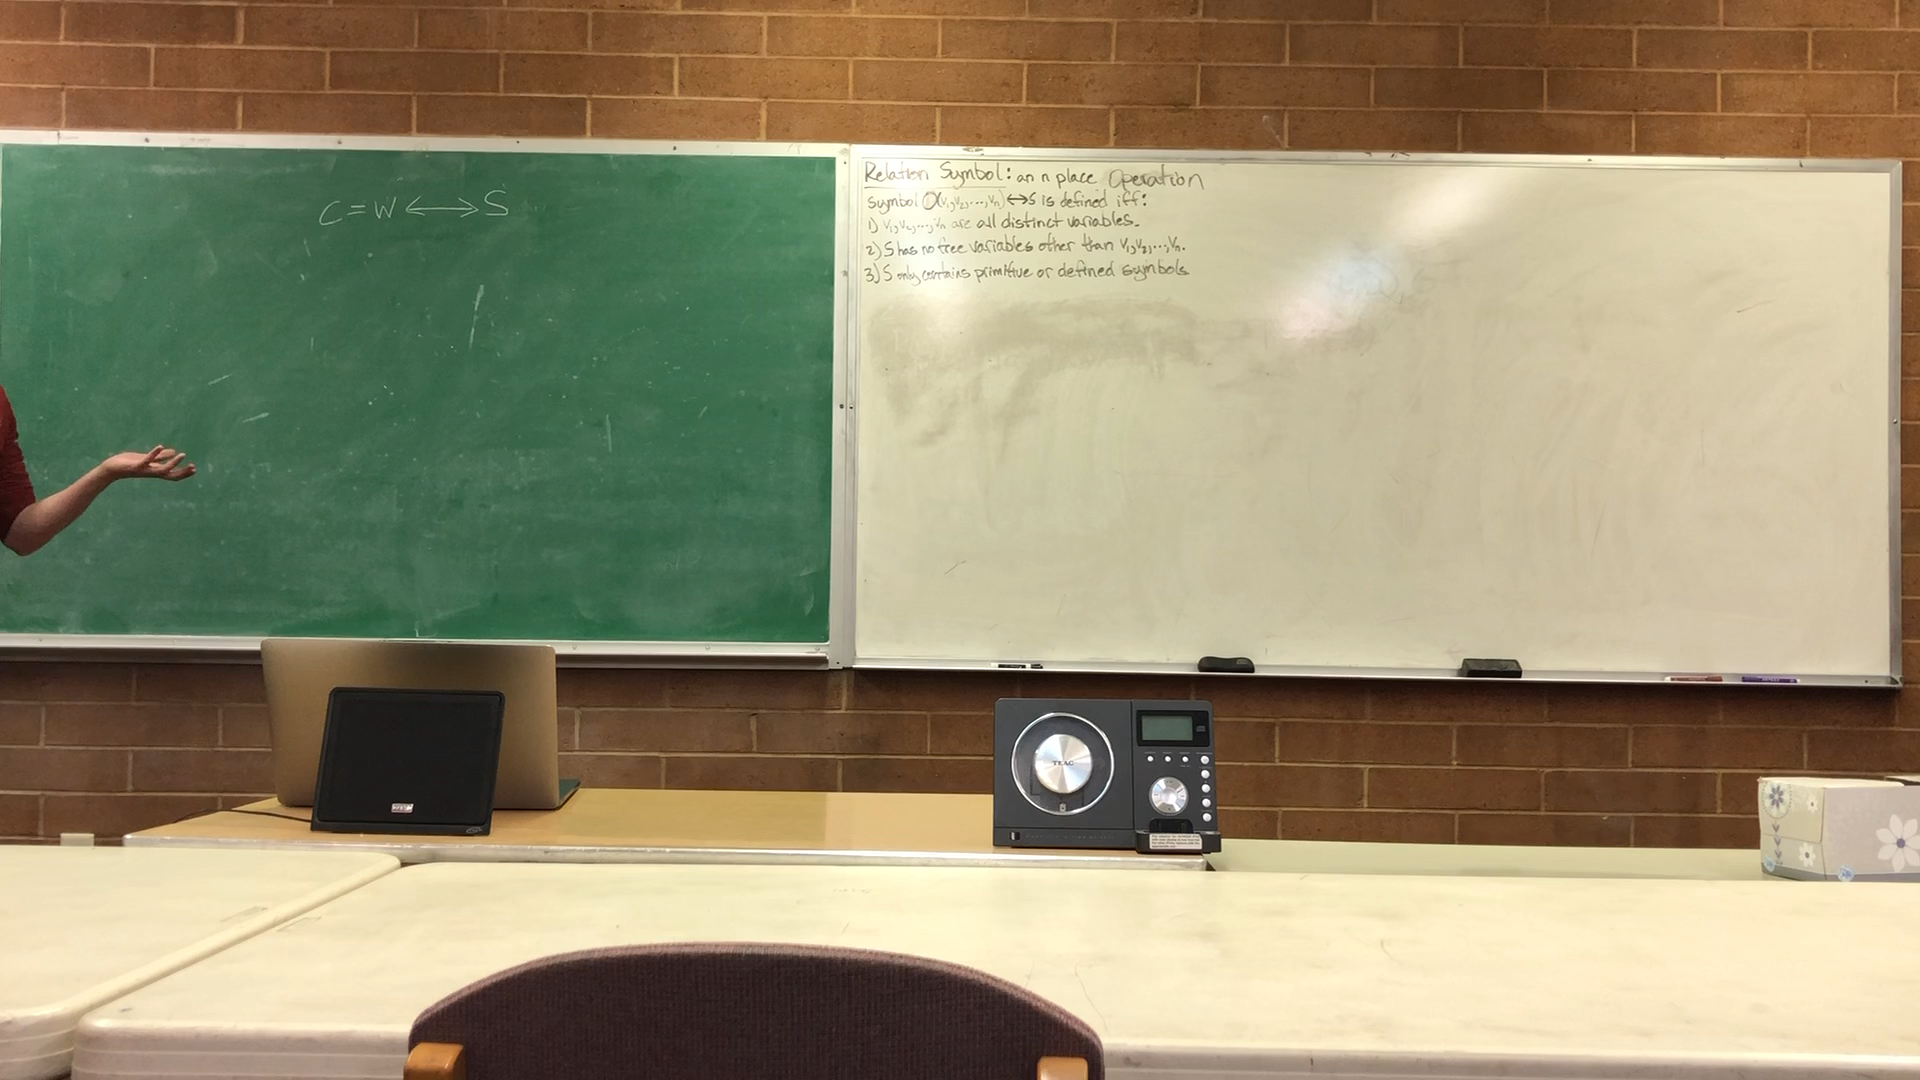 C=W⟷S
Relation Symbol: an n place Operation
symbol O(v₁,v₂,...,vₙ)↔S is defined iff:
1) v₁,v₂,...,vₙ are all distinct variables.
2) S has no free variables other than v₁,v₂,...,vₙ.
3) S only contains primitive or defined symbols
TEAC